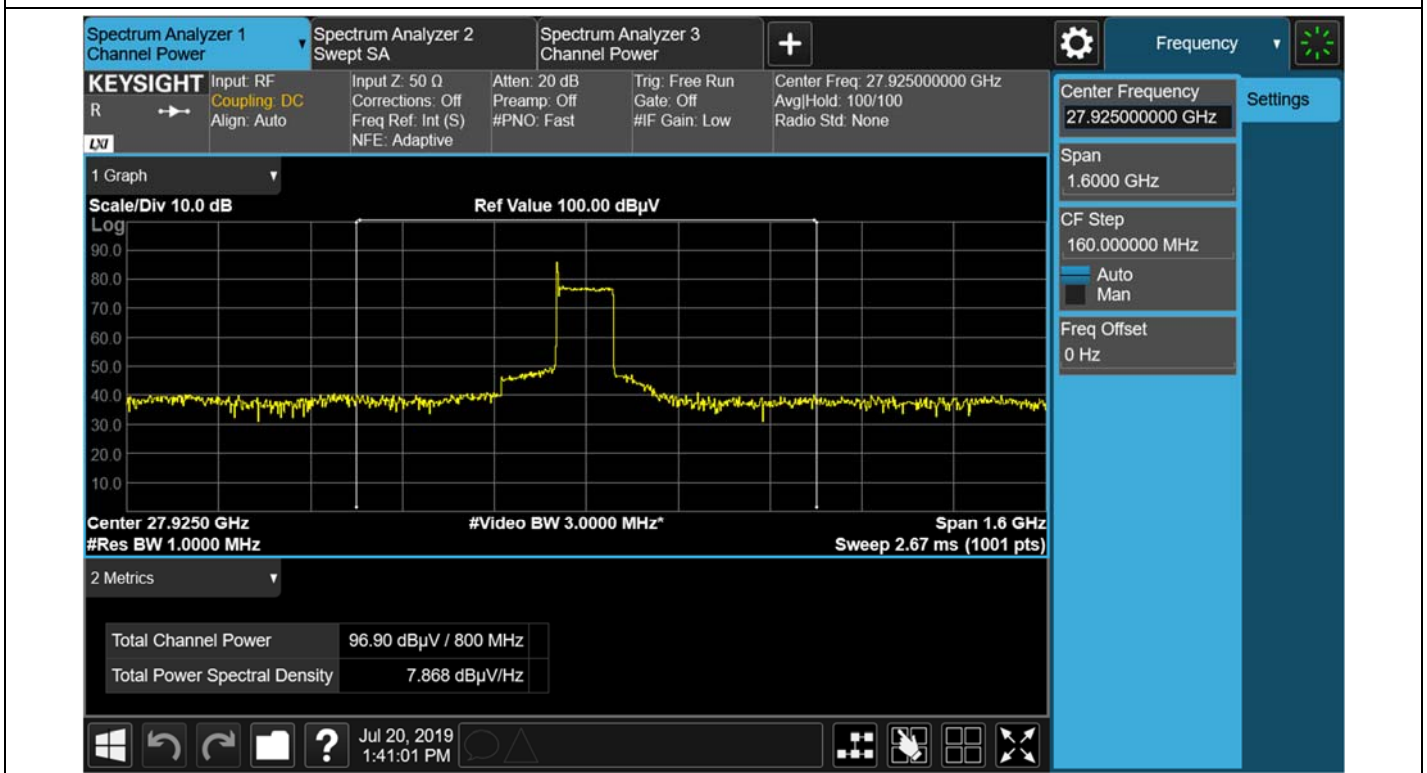 Spectrum Analyzer 1
Channel Power
Spectrum Analyzer 2
Swept SA
Spectrum Analyzer 3
Channel Power
Frequency
KEYSIGHT
R
LXI
Input: RF
Coupling: DC
Align: Auto
Input Z: 50 Ω
Corrections: Off
Freq Ref: Int (S)
NFE: Adaptive
Atten: 20 dB
Preamp: Off
#PNO: Fast
Trig: Free Run
Gate: Off
#IF Gain: Low
Center Freq: 27.925000000 GHz
Avg|Hold: 100/100
Radio Std: None
Center Frequency
27.925000000 GHz
Settings
Span
1.6000 GHz
CF Step
160.000000 MHz
Auto
Man
Freq Offset
0 Hz
1 Graph
Scale/Div 10.0 dB
Ref Value 100.00 dBµV
Log
90.0
80.0
70.0
60.0
50.0
40.0
30.0
20.0
10.0
Center 27.9250 GHz
#Video BW 3.0000 MHz*
Span 1.6 GHz
#Res BW 1.0000 MHz
Sweep 2.67 ms (1001 pts)
2 Metrics
Total Channel Power 96.90 dBµV / 800 MHz
Total Power Spectral Density 7.868 dBµV/Hz
?
Jul 20, 2019
1:41:01 PM